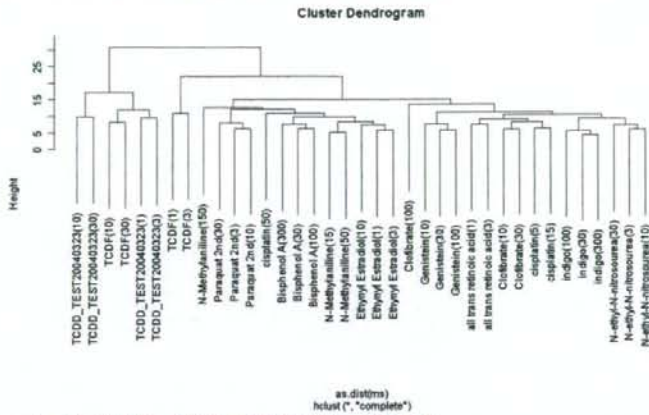 Cluster Dendrogram
Height
5
15
25
0
TCDD_TEST20040323(10)
TCDD_TEST20040323(30)
TCDF(10)
TCDF(30)
TCDD_TEST20040323(1)
TCDD_TEST20040323(3)
TCDF(1)
TCDF(3)
N-Methylaniline(150)
Paraquat 2nd(30)
Paraquat 2nd(3)
Paraquat 2nd(10)
cisplatin(50)
Bisphenol A(300)
Bisphenol A(30)
Bisphenol A(100)
N-Methylaniline(15)
N-Methylaniline(50)
Ethynyl Estradiol(10)
Ethynyl Estradiol(1)
Ethynyl Estradiol(3)
Clofibrate(100)
Genistein(10)
Genistein(30)
Genistein(100)
all trans retinoic acid(1)
all trans retinoic acid(3)
Clofibrate(10)
Clofibrate(30)
cisplatin(5)
cisplatin(15)
indigo(100)
indigo(30)
indigo(300)
N-ethyl-N-nitrosourea(30)
N-ethyl-N-nitrosourea(3)
N-ethyl-N-nitrosourea(10)
as.dist(ms)
hclust (*, "complete")